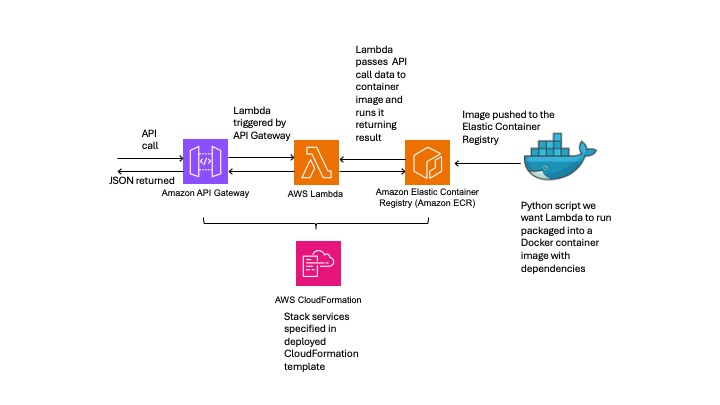 Lambda
passes API
call data to
container
image and
runs it
returning
result
Lambda
triggered by
API Gateway
Image pushed to the
Elastic Container
Registry
API
call
JSON returned
Amazon API Gateway
AWS Lambda
Amazon Elastic Container
Registry (Amazon ECR)
Python script we
want Lambda to run
packaged into a
Docker container
image with
dependencies
AWS CloudFormation
Stack services
specified in
deployed
CloudFormation
template